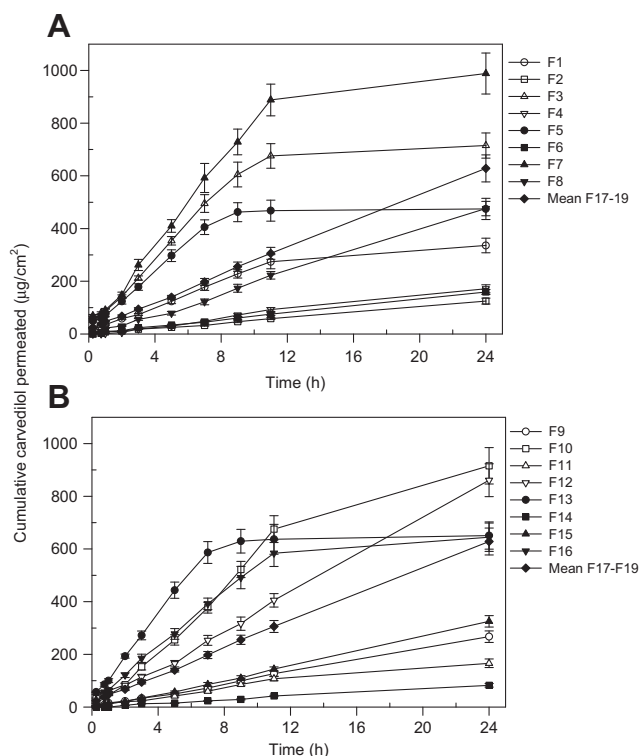 A
1000
800
600
400
200
0
0 4 8 12 16 20 24
Time (h)
F1
F2
F3
F4
F5
F6
F7
F8
Mean F17-19
Cumulative carvedilol permeated (µg/cm²)
B
1000
800
600
400
200
0
0 4 8 12 16 20 24
Time (h)
F9
F10
F11
F12
F13
F14
F15
F16
Mean F17-F19